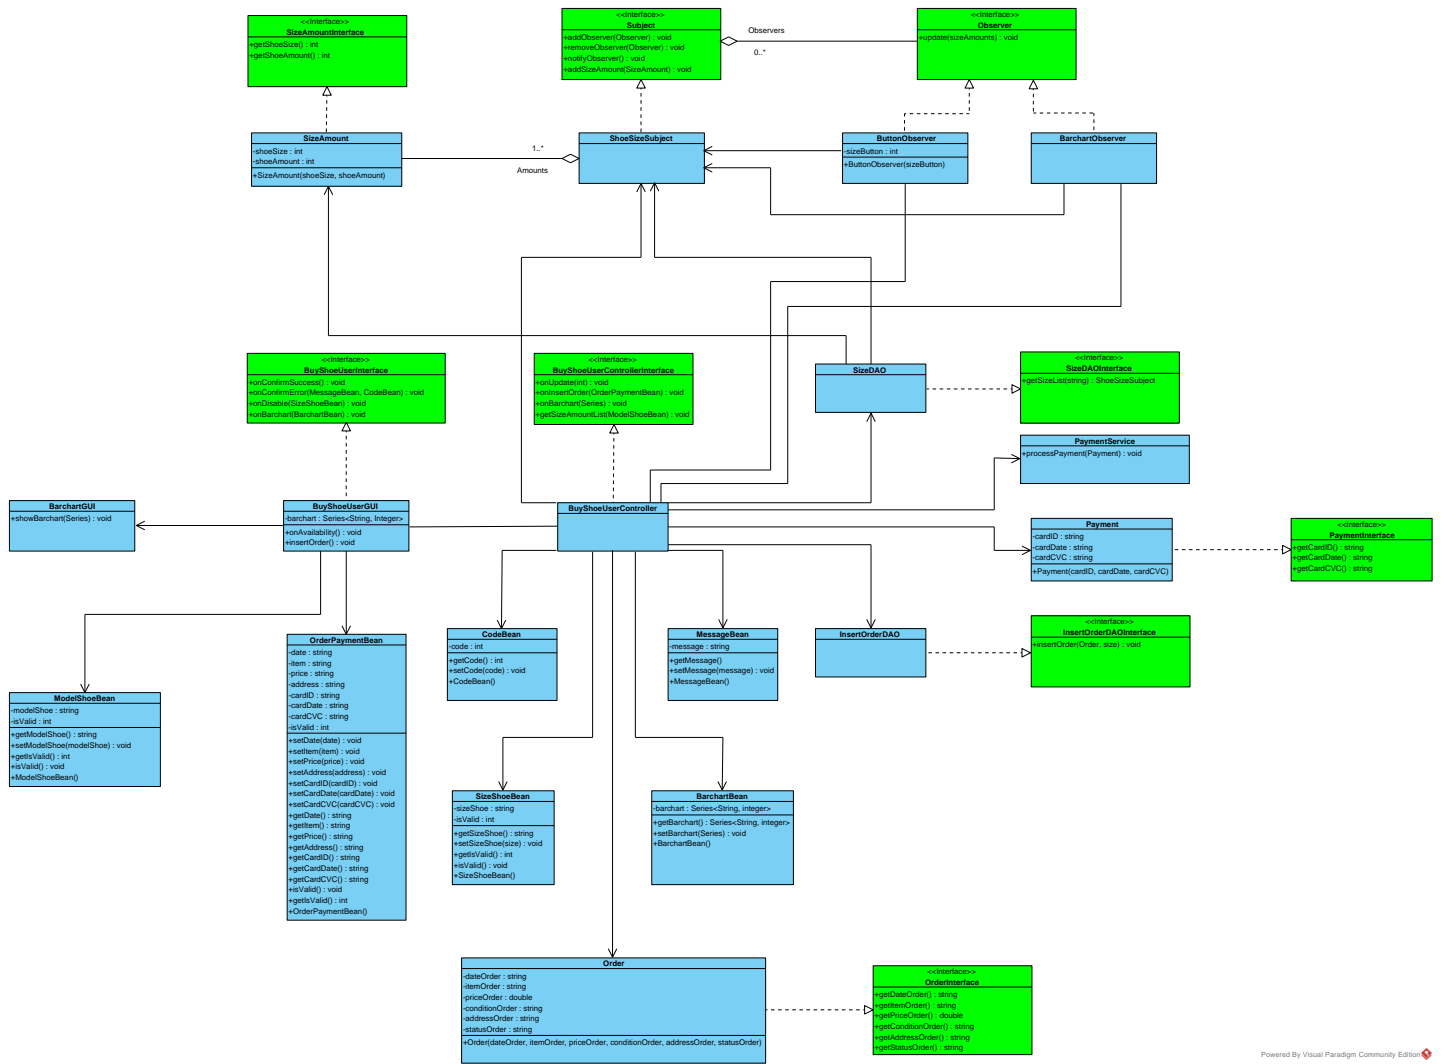 <<Interface>>
SizeAmountInterface
+getShoeSize() : int
+getShoeAmount() : int
<<Interface>>
Subject
+addObserver(Observer) : void
+removeObserver(Observer) : void
+notifyObserver() : void
+addSizeAmount(SizeAmount) : void
Observers
0..*
<<Interface>>
Observer
+update(sizeAmounts) : void
SizeAmount
-shoeSize : int
-shoeAmount : int
+SizeAmount(shoeSize, shoeAmount)
1..*
Amounts
ShoeSizeSubject
ButtonObserver
-sizeButton : int
+ButtonObserver(sizeButton)
BarchartObserver
<<Interface>>
BuyShoeUserInterface
+onConfirmSuccess() : void
+onConfirmError(MessageBean, CodeBean) : void
+onDisable(SizeShoeBean) : void
+onBarchart(BarchartBean) : void
<<Interface>>
BuyShoeUserControllerInterface
+onUpdate(int) : void
+onInsertOrder(OrderPaymentBean) : void
+onBarchart(Series) : void
+getSizeAmountList(ModelShoeBean) : void
SizeDAO
<<Interface>>
SizeDAOInterface
+getSizeList(string) : ShoeSizeSubject
PaymentService
+processPayment(Payment) : void
BarchartGUI
+showBarchart(Series) : void
BuyShoeUserGUI
-barchart : Series<String, Integer>
+onAvailability() : void
+insertOrder() : void
BuyShoeUserController
Payment
-cardID : string
-cardDate : string
-cardCVC : string
+Payment(cardID, cardDate, cardCVC)
<<Interface>>
PaymentInterface
+getCardID() : string
+getCardDate() : string
+getCardCVC() : string
OrderPaymentBean
-date : string
-item : string
-price : string
-address : string
-cardID : string
-cardDate : string
-cardCVC : string
-isValid : int
+setDate(date) : void
+setItem(item) : void
+setPrice(price) : void
+setAddress(address) : void
+setCardID(cardID) : void
+setCardDate(cardDate) : void
+setCardCVC(cardCVC) : void
+getDate() : string
+getItem() : string
+getPrice() : string
+getAddress() : string
+getCardID() : string
+getCardDate() : string
+getCardCVC() : string
+isValid() : void
+getIsValid() : int
+OrderPaymentBean()
CodeBean
-code : int
+getCode() : int
+setCode(code) : void
+CodeBean()
MessageBean
-message : string
+getMessage()
+setMessage(message) : void
+MessageBean()
InsertOrderDAO
<<Interface>>
InsertOrderDAOInterface
+insertOrder(Order, size) : void
ModelShoeBean
-modelShoe : string
-isValid : int
+getModelShoe() : string
+setModelShoe(modelShoe) : void
+getIsValid() : int
+isValid() : void
+ModelShoeBean()
SizeShoeBean
-sizeShoe : string
-isValid : int
+getSizeShoe() : string
+setSizeShoe(size) : void
+getIsValid() : int
+isValid() : void
+SizeShoeBean()
BarchartBean
-barchart : Series<String, integer>
+getBarchart() : Series<String, integer>
+setBarchart(Series) : void
+BarchartBean()
Order
-dateOrder : string
-itemOrder : string
-priceOrder : double
-conditionOrder : string
-addressOrder : string
-statusOrder : string
+Order(dateOrder, itemOrder, priceOrder, conditionOrder, addressOrder, statusOrder)
<<Interface>>
OrderInterface
+getDateOrder() : string
+getItemOrder() : string
+getPriceOrder() : double
+getConditionOrder() : string
+getAddressOrder() : string
+getStatusOrder() : string
Powered By Visual Paradigm Community Edition